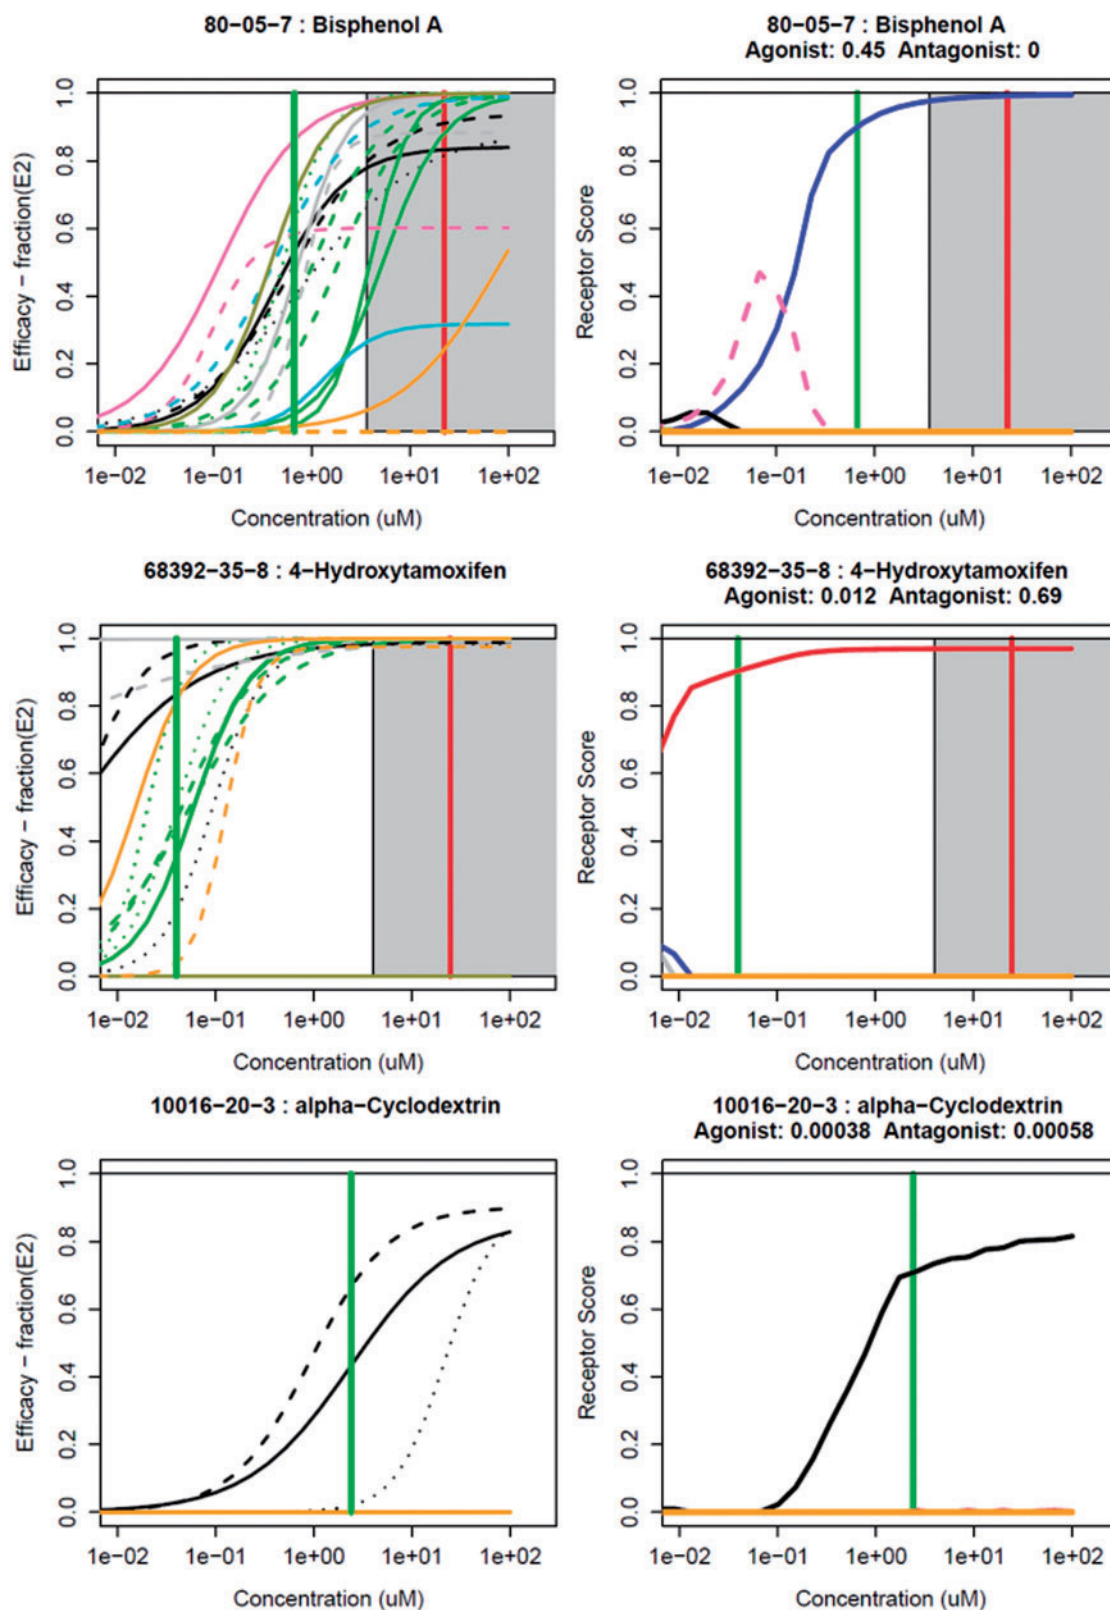 80−05−7 : Bisphenol A
Efficacy − fraction(E2)
1.0
0.8
0.6
0.4
0.2
0.0
1e−02 1e−01 1e+00 1e+01 1e+02
Concentration (uM)
80−05−7 : Bisphenol A
Agonist: 0.45 Antagonist: 0
Receptor Score
1.0
0.8
0.6
0.4
0.2
0.0
1e−02 1e−01 1e+00 1e+01 1e+02
Concentration (uM)
68392−35−8 : 4−Hydroxytamoxifen
Efficacy − fraction(E2)
1.0
0.8
0.6
0.4
0.2
0.0
1e−02 1e−01 1e+00 1e+01 1e+02
Concentration (uM)
68392−35−8 : 4−Hydroxytamoxifen
Agonist: 0.012 Antagonist: 0.69
Receptor Score
1.0
0.8
0.6
0.4
0.2
0.0
1e−02 1e−01 1e+00 1e+01 1e+02
Concentration (uM)
10016−20−3 : alpha−Cyclodextrin
Efficacy − fraction(E2)
1.0
0.8
0.6
0.4
0.2
0.0
1e−02 1e−01 1e+00 1e+01 1e+02
Concentration (uM)
10016−20−3 : alpha−Cyclodextrin
Agonist: 0.00038 Antagonist: 0.00058
Receptor Score
1.0
0.8
0.6
0.4
0.2
0.0
1e−02 1e−01 1e+00 1e+01 1e+02
Concentration (uM)